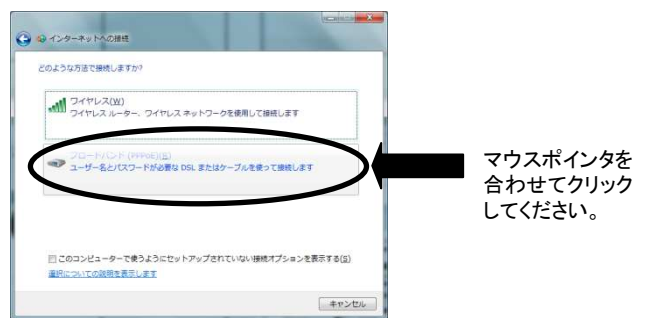 インターネットへの接続
どのような方法で接続しますか?
ワイヤレス(W)
ワイヤレス ルーター、ワイヤレス ネットワークを使用して接続します
ブロードバンド (PPPoE)(R)
ユーザー名とパスワードが必要な DSL またはケーブルを使って接続します
マウスポインタを
合わせてクリック
してください。
このコンピューターで使うようにセットアップされていない接続オプションを表示する(S)
選択についての説明を表示します
キャンセル